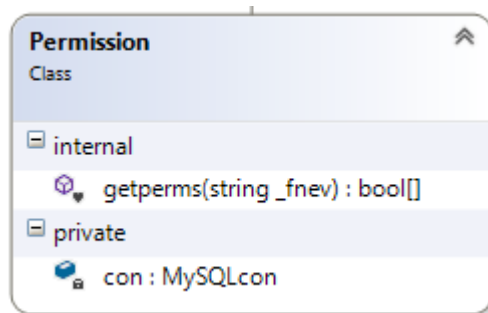 Permission
Class
internal
getperms(string _fnev) : bool[]
private
con : MySQLcon